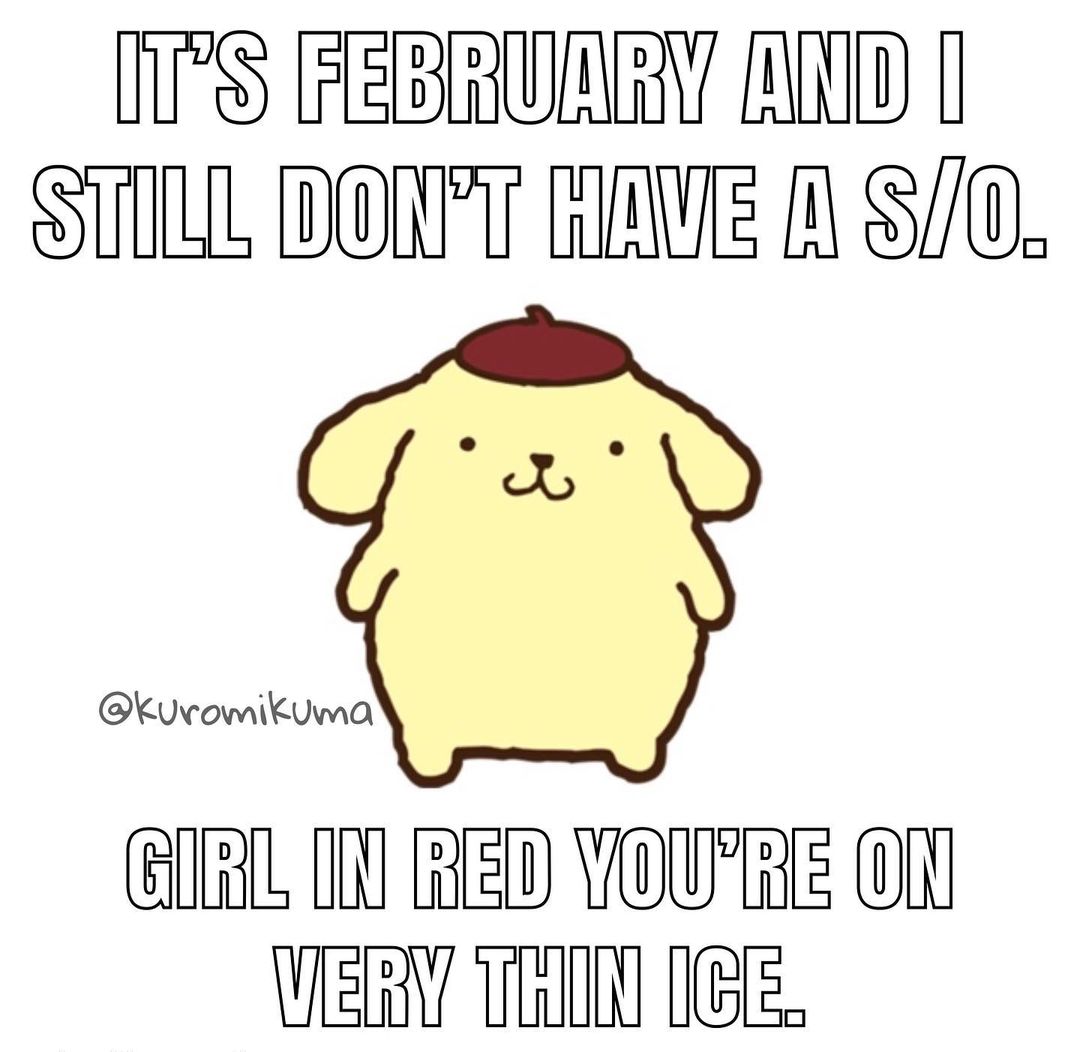 IT'S FEBRUARY AND I
STILL DON'T HAVE A S/O.
@kuromikuma
GIRL IN RED YOU'RE ON
VERY THIN ICE.